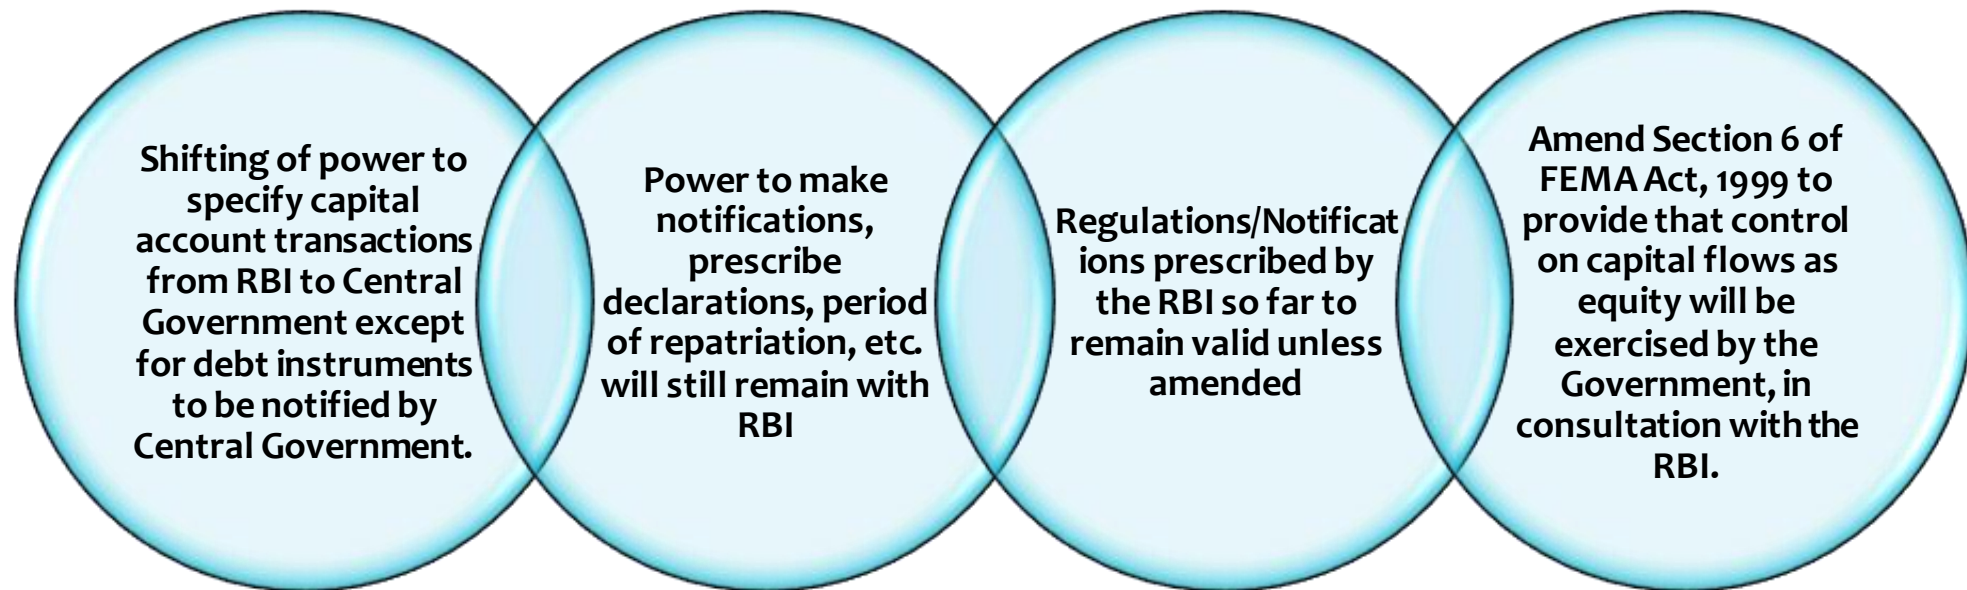 Shifting of power to
specify capital
account transactions
from RBI to Central
Government except
for debt instruments
to be notified by
Central Government.
Power to make
notifications,
prescribe
declarations, period
of repatriation, etc.
will still remain with
RBI
Regulations/Notificat
ions prescribed by
the RBI so far to
remain valid unless
amended
Amend Section 6 of
FEMA Act, 1999 to
provide that control
on capital flows as
equity will be
exercised by the
Government, in
consultation with the
RBI.